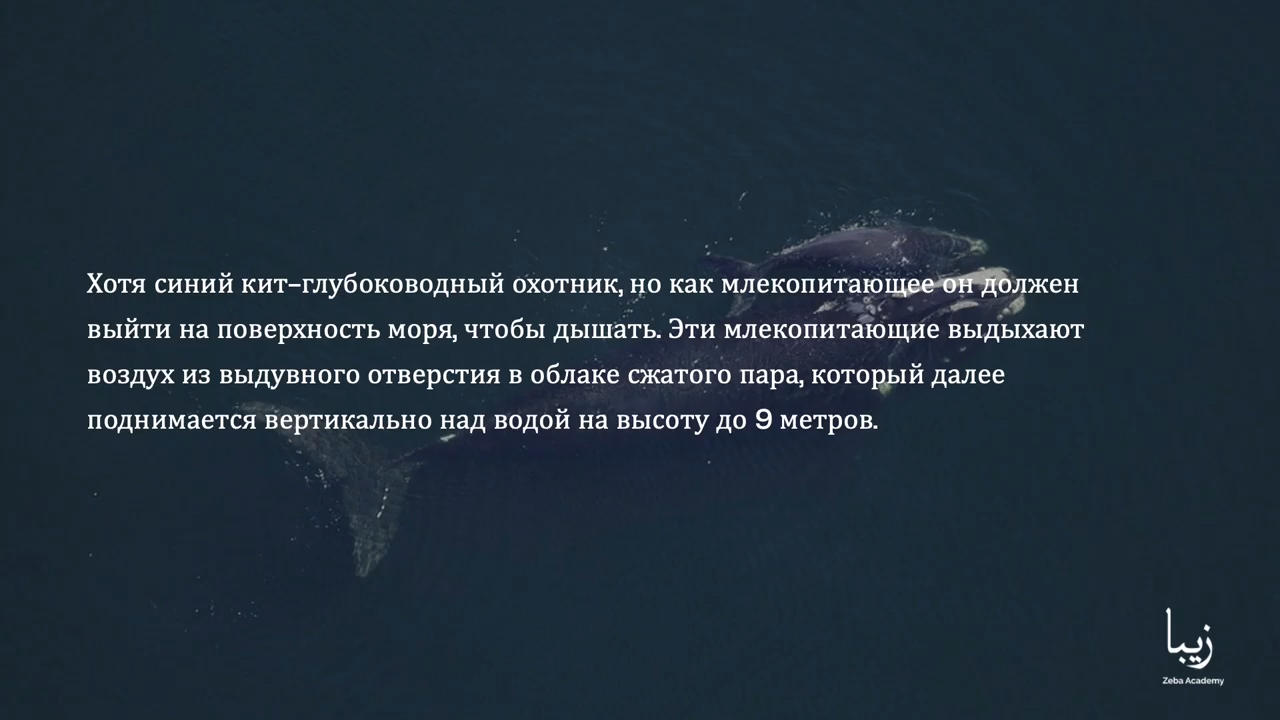 Хотя синий кит–глубоководный охотник, но как млекопитающее он должен
выйти на поверхность моря, чтобы дышать. Эти млекопитающие выдыхают
воздух из выдувного отверстия в облаке сжатого пара, который далее
поднимается вертикально над водой на высоту до 9 метров.
زیبا
Zeba Academy